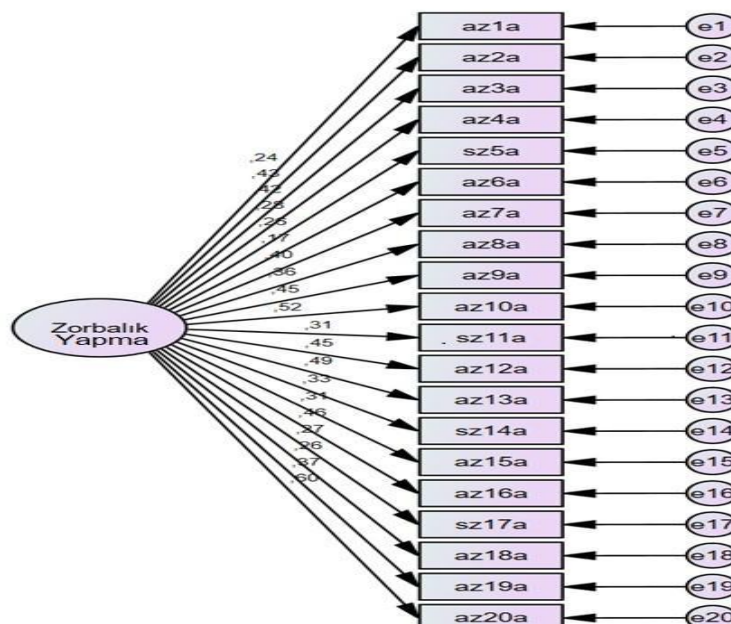 az1a e1
az2a e2
az3a e3
az4a e4
sz5a e5
az6a e6
az7a e7
az8a e8
az9a e9
az10a e10
sz11a e11
az12a e12
az13a e13
sz14a e14
az15a e15
az16a e16
sz17a e17
az18a e18
az19a e19
az20a e20
,24
,43
,42
,28
,25
,17
,40
,36
,45
,52
,31
,45
,49
,33
,31
,46
,27
,26
,37
,60
Zorbalık
Yapma